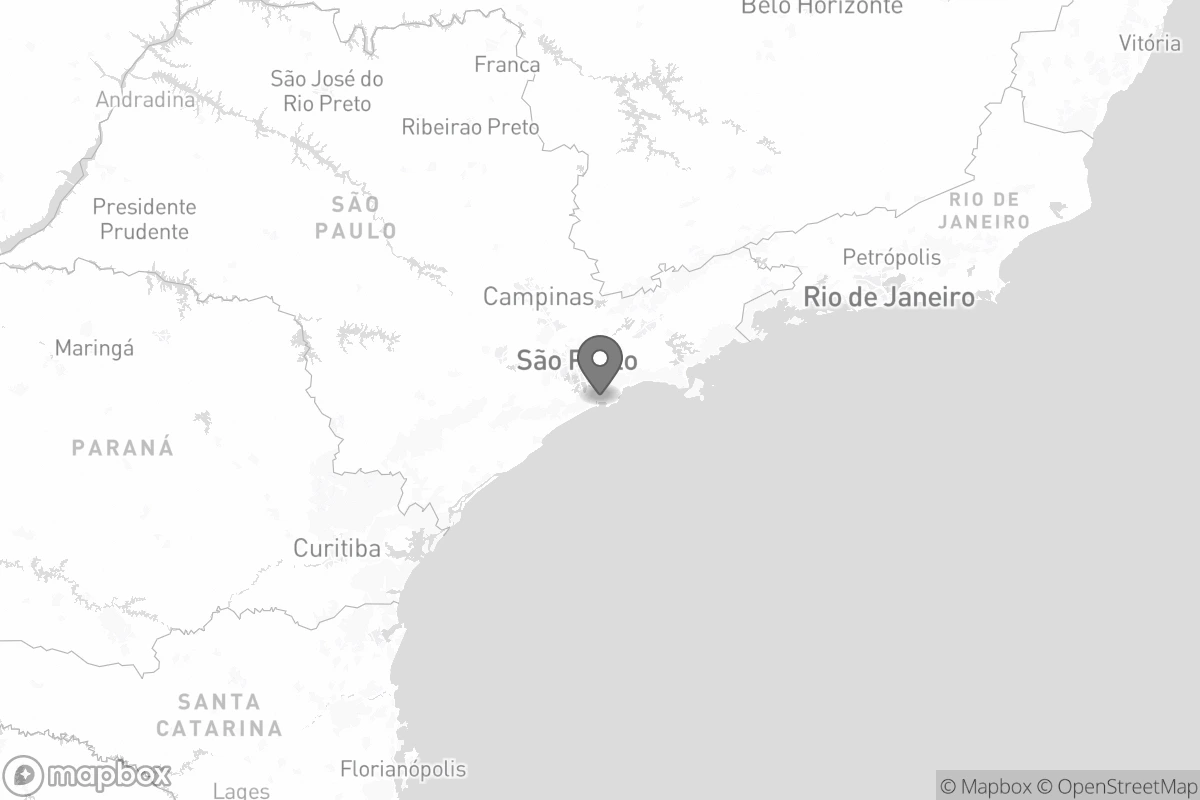 Belo Horizonte
Vitória
Franca
São José do
Rio Preto
Andradina
Ribeirao Preto
Presidente
Prudente
SÃO
PAULO
RIO DE
JANEIRO
Petrópolis
Campinas
Rio de Janeiro
Maringá
São P lo
PARANÁ
Curitiba
SANTA
CATARINA
Florianópolis
mapbox
Lages
© Mapbox © OpenStreetMap